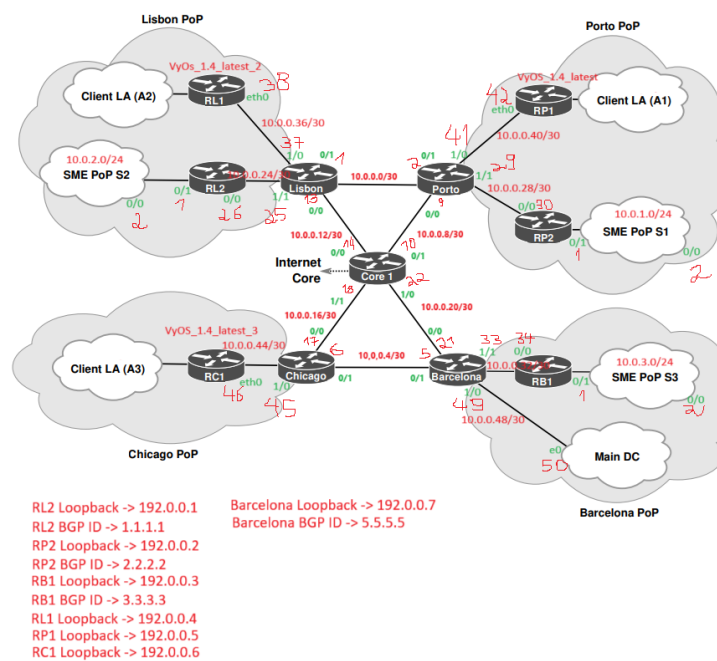 Lisbon PoP
Porto PoP
VyOs_1.4_latest_2
38
Client LA (A2)
RL1
eth0
10.0.0.36/30
37
1/0
0/1
1
VyOS_1.4_latest
42
eth0
RP1
Client LA (A1)
10.0.0.40/30
41
2
0/1
1/0
29
1/1
10.0.2.0/24
SME PoP S2
0/0
2
0/1
1
RL2
0/0
26
10.0.0.24/30
1/1
25
Lisbon
13
0/0
10.0.0.0/30
Porto
9
0/0
10.0.0.28/30
0/0
30
RP2
10.0.1.0/24
SME PoP S1
0/1
1
0/0
2
10.0.0.12/30
14
0/0
10.0.0.8/30
10
0/1
Internet
Core
Core 1
18
1/1
22
1/0
10.0.0.16/30
0/0
17
10.0.0.20/30
0/0
21
VyOS_1.4_latest_3
10.0.0.44/30
Client LA (A3)
RC1
eth0
46
Chicago
6
1/0
45
0/1
10,0,0.4/30
5
0/1
Barcelona
33
1/1
34
0/0
RB1
0/1
1
10.0.3.0/24
SME PoP S3
0/0
2
1/0
49
10.0.0.48/30
e0
50
Main DC
Chicago PoP
Barcelona PoP
RL2 Loopback -> 192.0.0.1
RL2 BGP ID -> 1.1.1.1
RP2 Loopback -> 192.0.0.2
RP2 BGP ID -> 2.2.2.2
RB1 Loopback -> 192.0.0.3
RB1 BGP ID -> 3.3.3.3
RL1 Loopback -> 192.0.0.4
RP1 Loopback -> 192.0.0.5
RC1 Loopback -> 192.0.0.6
Barcelona Loopback -> 192.0.0.7
Barcelona BGP ID -> 5.5.5.5